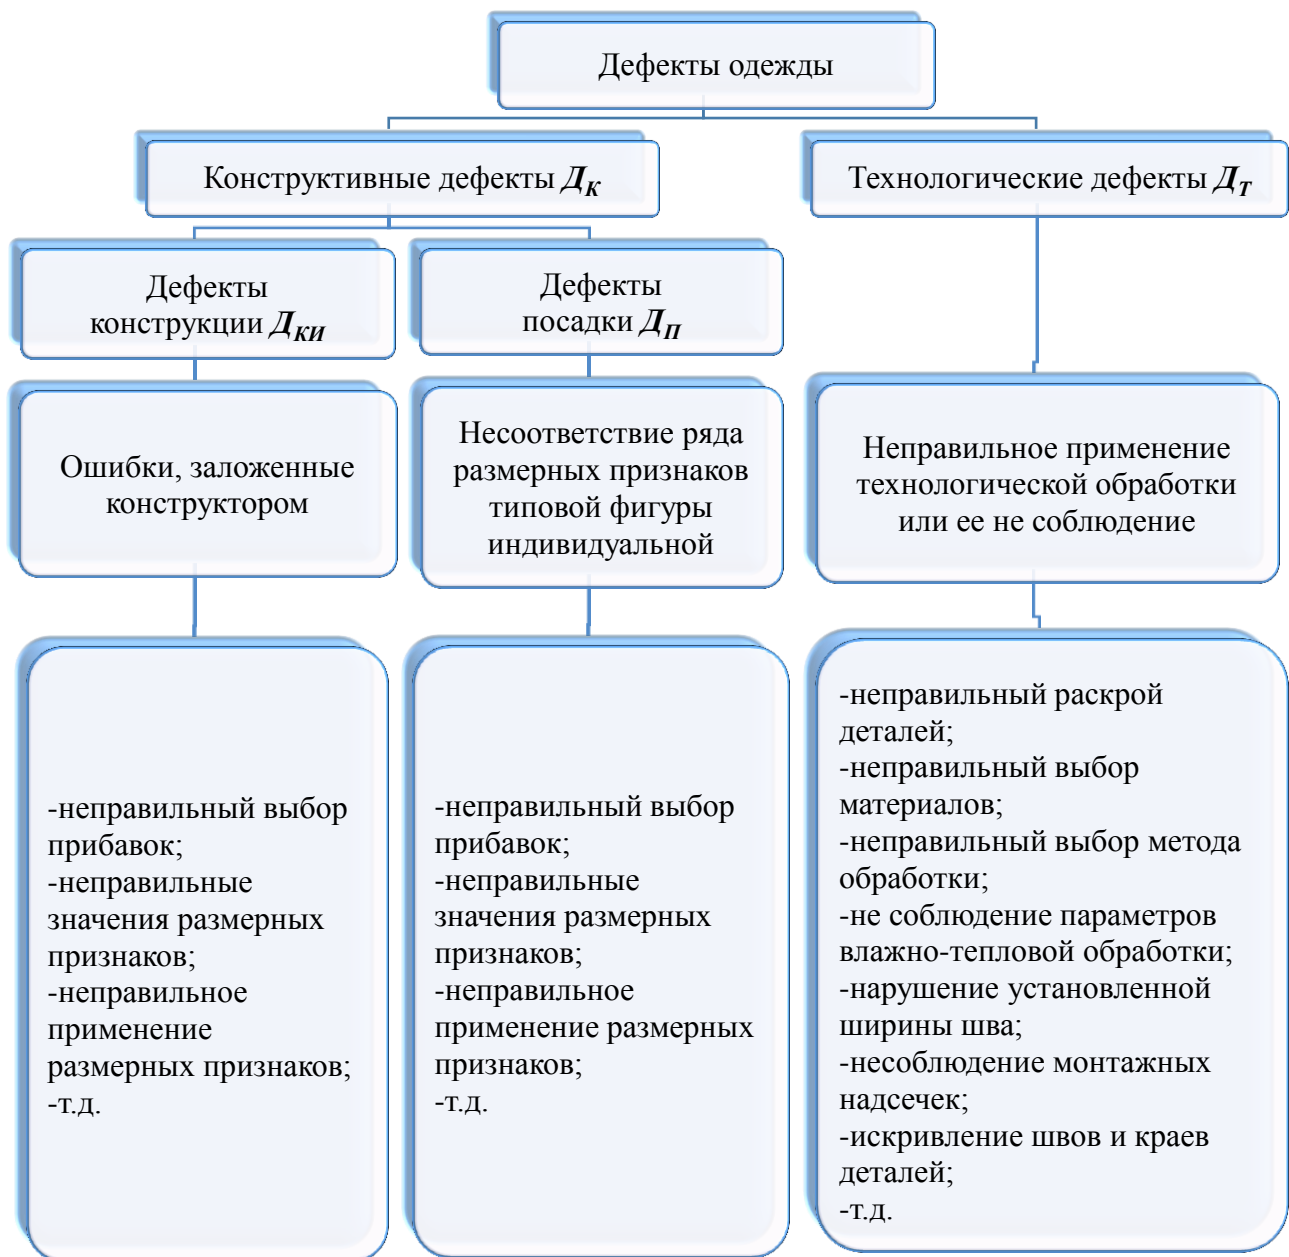 Дефекты одежды
Конструктивные дефекты Д_К
Технологические дефекты Д_Т
Дефекты
конструкции Д_КИ
Дефекты
посадки Д_П
Ошибки, заложенные
конструктором
Несоответствие ряда
размерных признаков
типовой фигуры
индивидуальной
Неправильное применение
технологической обработки
или ее не соблюдение
-неправильный выбор
прибавок;
-неправильные
значения размерных
признаков;
-неправильное
применение
размерных признаков;
-т.д.
-неправильный выбор
прибавок;
-неправильные
значения размерных
признаков;
-неправильное
применение размерных
признаков;
-т.д.
-неправильный раскрой
деталей;
-неправильный выбор
материалов;
-неправильный выбор метода
обработки;
-не соблюдение параметров
влажно-тепловой обработки;
-нарушение установленной
ширины шва;
-несоблюдение монтажных
надсечек;
-искривление швов и краев
деталей;
-т.д.